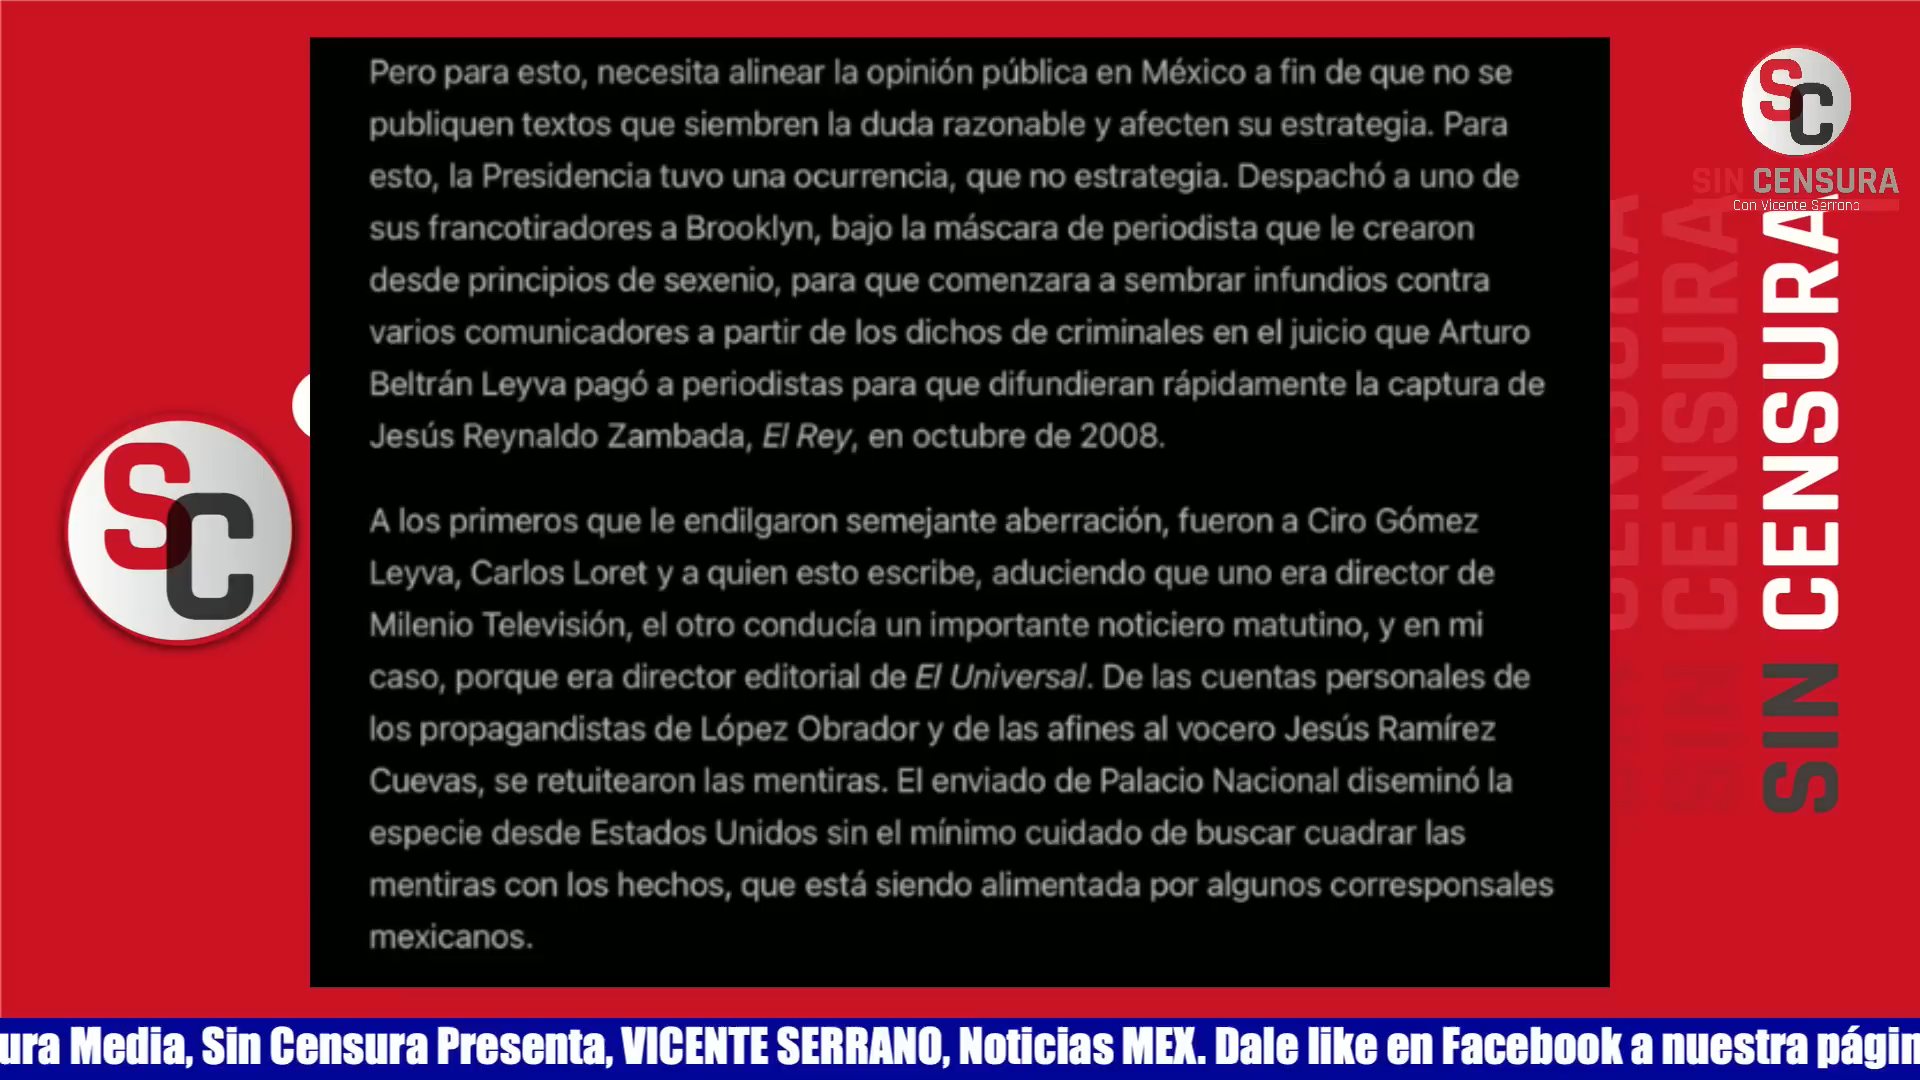 Pero para esto, necesita alinear la opinión pública en México a fin de que no se
publiquen textos que siembren la duda razonable y afecten su estrategia. Para
esto, la Presidencia tuvo una ocurrencia, que no estrategia. Despachó a uno de
sus francotiradores a Brooklyn, bajo la máscara de periodista que le crearon
desde principios de sexenio, para que comenzara a sembrar infundios contra
varios comunicadores a partir de los dichos de criminales en el juicio que Arturo
Beltrán Leyva pagó a periodistas para que difundieran rápidamente la captura de
Jesús Reynaldo Zambada, El Rey, en octubre de 2008.
A los primeros que le endilgaron semejante aberración, fueron a Ciro Gómez
Leyva, Carlos Loret y a quien esto escribe, aduciendo que uno era director de
Milenio Televisión, el otro conducía un importante noticiero matutino, y en mi
caso, porque era director editorial de El Universal. De las cuentas personales de
los propagandistas de López Obrador y de las afines al vocero Jesús Ramírez
Cuevas, se retuitearon las mentiras. El enviado de Palacio Nacional diseminó la
especie desde Estados Unidos sin el mínimo cuidado de buscar cuadrar las
mentiras con los hechos, que está siendo alimentada por algunos corresponsales
mexicanos.
SC
SC
SIN CENSURA
Con Vicente Serrano
SIN CENSURA
CENSURA
SIN CENSURA
ura Media, Sin Censura Presenta, VICENTE SERRANO, Noticias MEX. Dale like en Facebook a nuestra págin